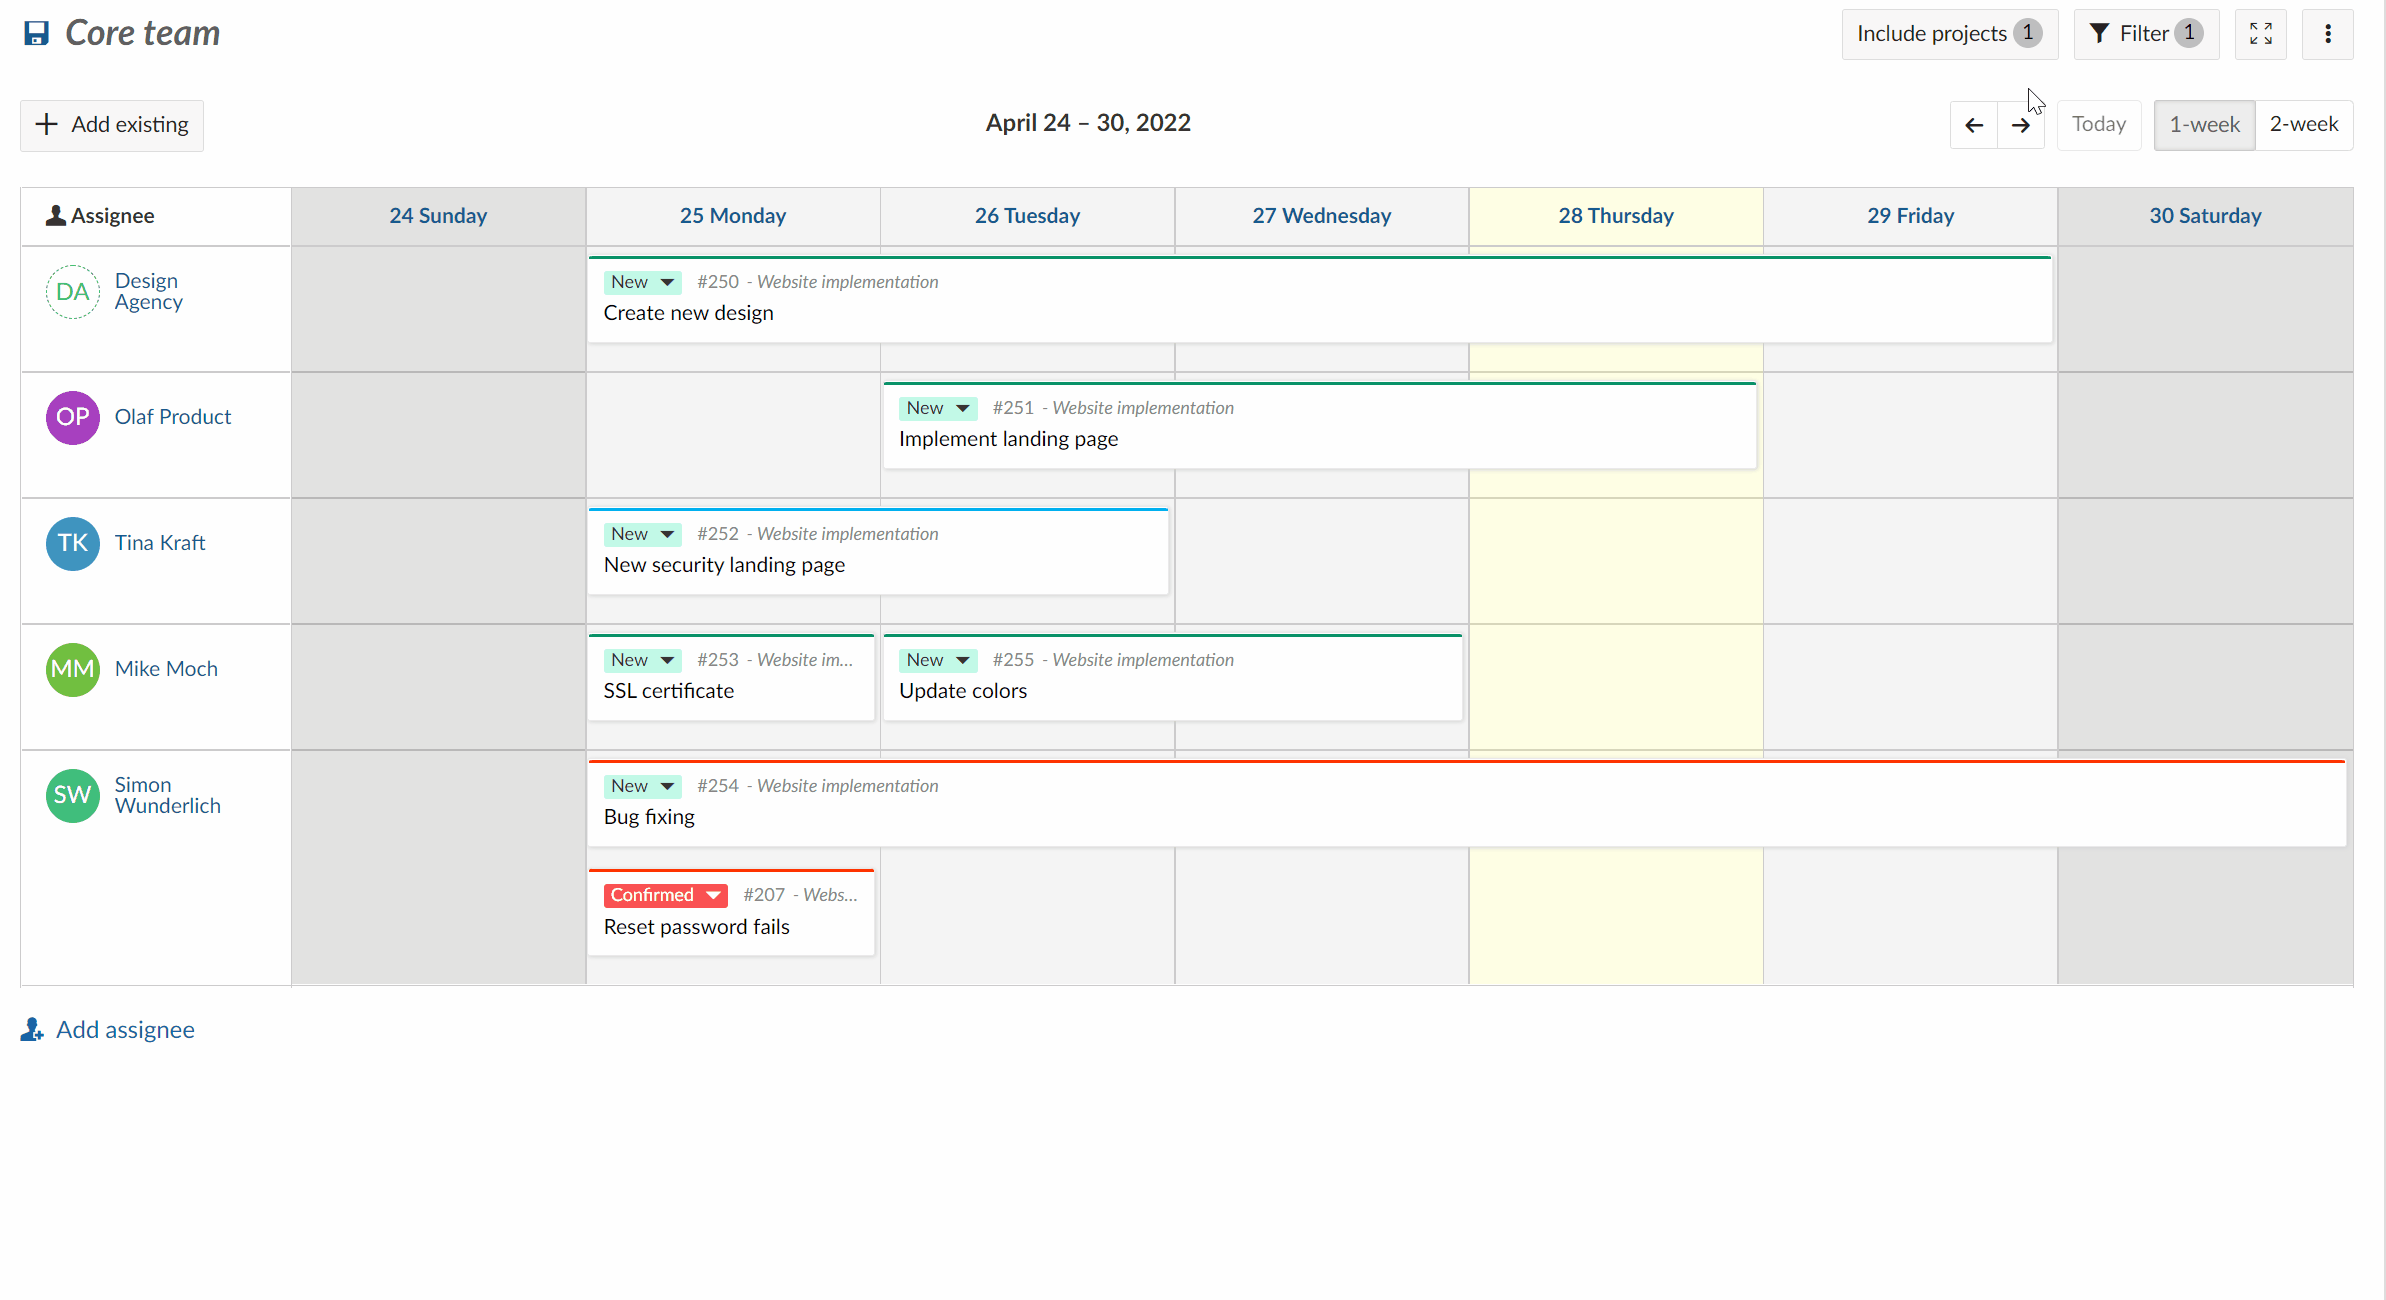 Core team
Include projects 1
Filter 1
Add existing
April 24 – 30, 2022
Today
1-week
2-week
Assignee
24 Sunday
25 Monday
26 Tuesday
27 Wednesday
28 Thursday
29 Friday
30 Saturday
DA
Design
Agency
New #250 - Website implementation
Create new design
OP
Olaf Product
New #251 - Website implementation
Implement landing page
TK
Tina Kraft
New #252 - Website implementation
New security landing page
MM
Mike Moch
New #253 - Website im...
SSL certificate
New #255 - Website implementation
Update colors
SW
Simon
Wunderlich
New #254 - Website implementation
Bug fixing
Confirmed #207 - Webs...
Reset password fails
Add assignee